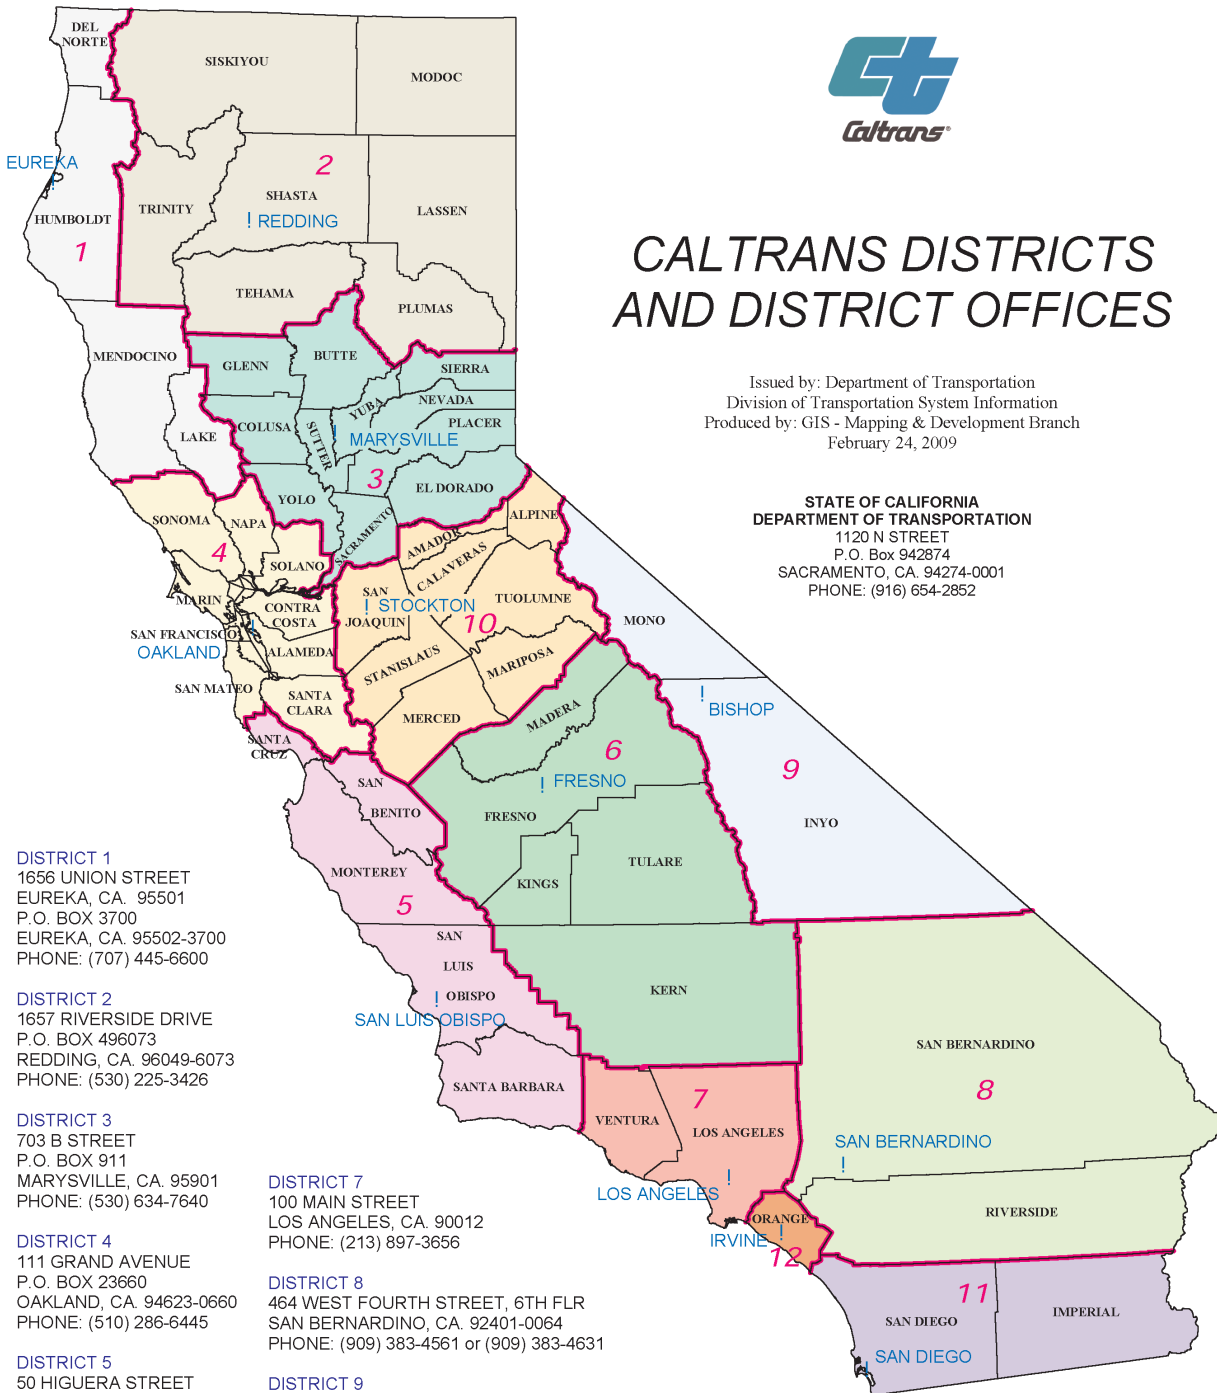 DEL
NORTE
SISKIYOU
MODOC
Caltrans®
EUREKA
2
TRINITY
SHASTA
LASSEN
! REDDING
HUMBOLDT
1
CALTRANS DISTRICTS
AND DISTRICT OFFICES
TEHAMA
PLUMAS
MENDOCINO
GLENN
BUTTE
SIERRA
Issued by: Department of Transportation
Division of Transportation System Information
Produced by: GIS - Mapping & Development Branch
February 24, 2009
YUBA
NEVADA
PLACER
COLUSA
SUTTER
! MARYSVILLE
LAKE
3
EL DORADO
YOLO
STATE OF CALIFORNIA
DEPARTMENT OF TRANSPORTATION
1120 N STREET
P.O. Box 942874
SACRAMENTO, CA. 94274-0001
PHONE: (916) 654-2852
SONOMA
NAPA
SACRAMENTO
ALPINE
AMADOR
4
SOLANO
CALAVERAS
MARIN
CONTRA
COSTA
SAN
JOAQUIN
! STOCKTON
TUOLUMNE
10
MONO
SAN FRANCISCO
OAKLAND !
ALAMEDA
STANISLAUS
MARIPOSA
SAN MATEO
SANTA
CLARA
MERCED
MADERA
! BISHOP
SANTA
CRUZ
6
9
SAN
BENITO
! FRESNO
FRESNO
INYO
MONTEREY
TULARE
KINGS
5
SAN
LUIS
OBISPO
!
SAN LUIS OBISPO
KERN
SAN BERNARDINO
SANTA BARBARA
8
VENTURA
7
LOS ANGELES
SAN BERNARDINO
!
LOS ANGELES !
RIVERSIDE
ORANGE
IRVINE !
12
11
SAN DIEGO
IMPERIAL
! SAN DIEGO
DISTRICT 1
1656 UNION STREET
EUREKA, CA. 95501
P.O. BOX 3700
EUREKA, CA. 95502-3700
PHONE: (707) 445-6600
DISTRICT 2
1657 RIVERSIDE DRIVE
P.O. BOX 496073
REDDING, CA. 96049-6073
PHONE: (530) 225-3426
DISTRICT 3
703 B STREET
P.O. BOX 911
MARYSVILLE, CA. 95901
PHONE: (530) 634-7640
DISTRICT 4
111 GRAND AVENUE
P.O. BOX 23660
OAKLAND, CA. 94623-0660
PHONE: (510) 286-6445
DISTRICT 5
50 HIGUERA STREET
DISTRICT 7
100 MAIN STREET
LOS ANGELES, CA. 90012
PHONE: (213) 897-3656
DISTRICT 8
464 WEST FOURTH STREET, 6TH FLR
SAN BERNARDINO, CA. 92401-0064
PHONE: (909) 383-4561 or (909) 383-4631
DISTRICT 9